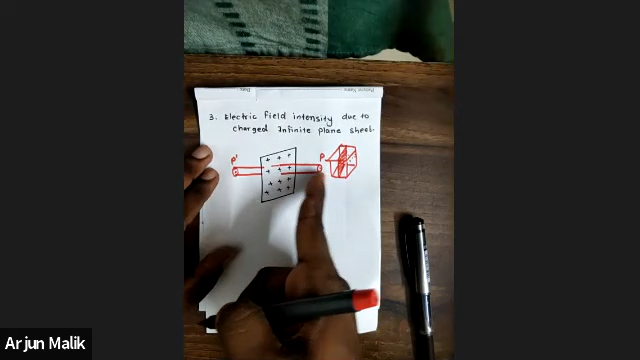 3. Electric field intensity due to
charged Infinite plane sheet.
P'
P
Arjun Malik